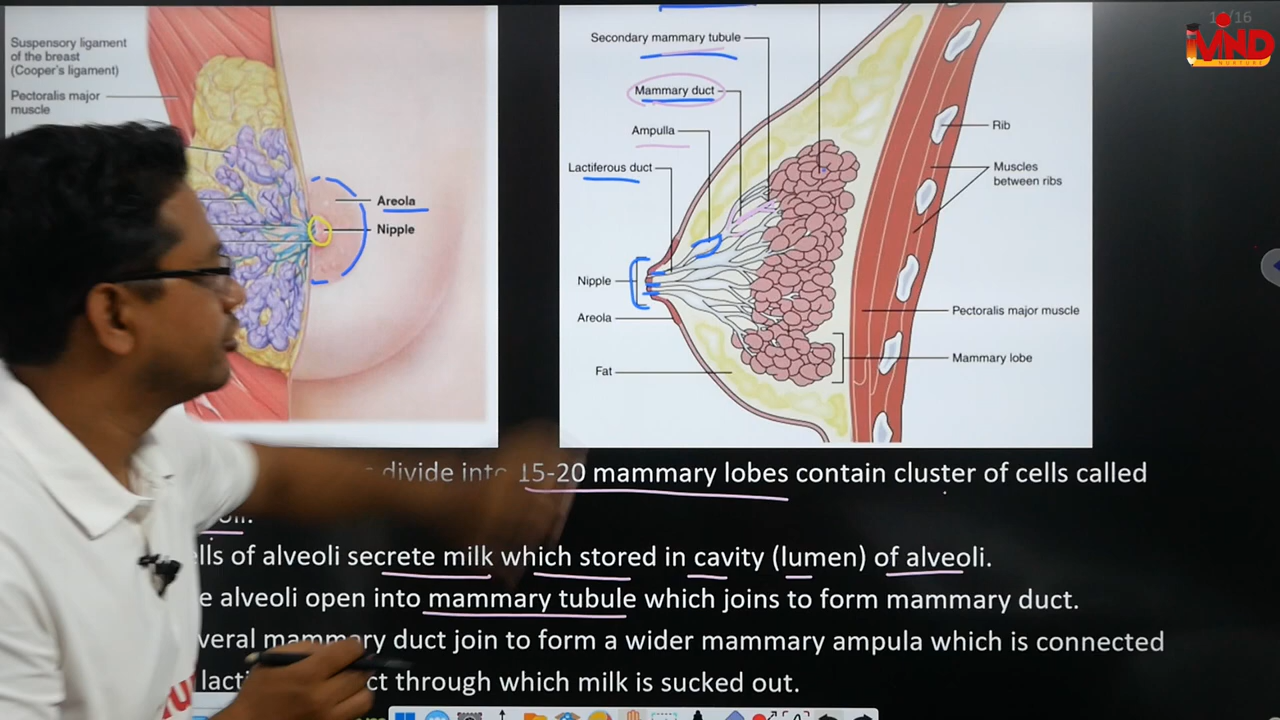 Suspensory ligament
of the breast
(Cooper's ligament)
Pectoralis major
muscle
Areola
Nipple
Secondary mammary tubule
Mammary duct
Ampulla
Lactiferous duct
Nipple
Areola
Fat
Rib
Muscles
between ribs
Pectoralis major muscle
Mammary lobe
/16
MIND
NURTURE
divide into 15-20 mammary lobes contain cluster of cells called
of alveoli secrete milk which stored in cavity (lumen) of alveoli.
alveoli open into mammary tubule which joins to form mammary duct.
mammary duct join to form a wider mammary ampula which is connected
through which milk is sucked out.